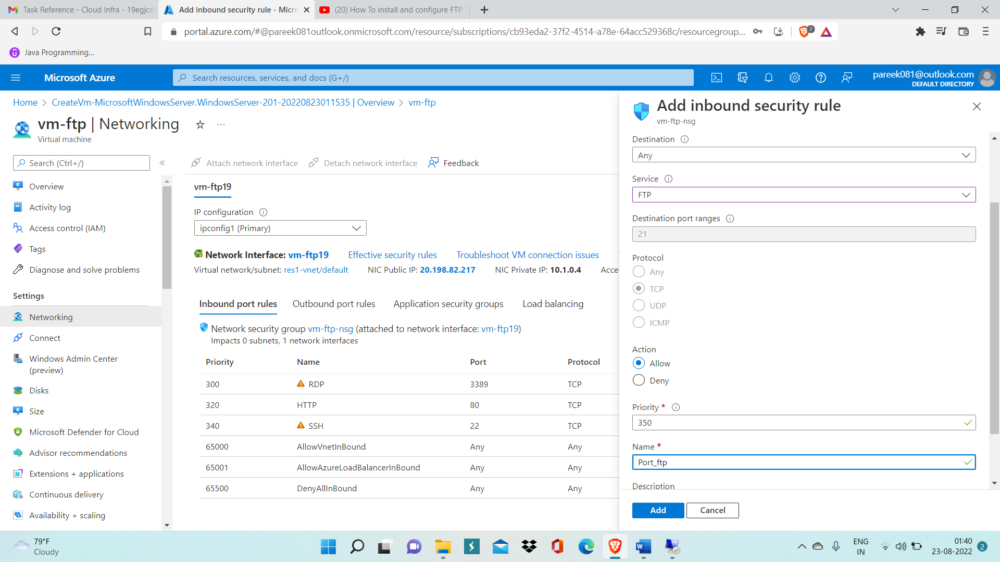 Task Reference - Cloud Infra - 19egjcs
Add inbound security rule - Micro
(20) How To install and configure FTP S
portal.azure.com/#@pareek081outlook.onmicrosoft.com/resource/subscriptions/cb93eda2-37f2-4514-a78e-64acc529368c/resourcegroup...
2
Java Programming...
Microsoft Azure
Search resources, services, and docs (G+/)
pareek081@outlook.com
DEFAULT DIRECTORY
Home > CreateVm-MicrosoftWindowsServer.WindowsServer-201-20220823011535 | Overview > vm-ftp
vm-ftp | Networking
Virtual machine
Search (Ctrl+/)
Overview
Activity log
Access control (IAM)
Tags
Diagnose and solve problems
Settings
Networking
Connect
Windows Admin Center
(preview)
Disks
Size
Microsoft Defender for Cloud
Advisor recommendations
Extensions + applications
Continuous delivery
Availability + scaling
Attach network interface
Detach network interface
Feedback
vm-ftp19
IP configuration
ipconfig1 (Primary)
Network Interface: vm-ftp19
Effective security rules
Troubleshoot VM connection issues
Virtual network/subnet: res1-vnet/default
NIC Public IP: 20.198.82.217
NIC Private IP: 10.1.0.4
Acce
Inbound port rules
Outbound port rules
Application security groups
Load balancing
Network security group vm-ftp-nsg (attached to network interface: vm-ftp19)
Impacts 0 subnets, 1 network interfaces
Priority Name Port Protocol
300 RDP 3389 TCP
320 HTTP 80 TCP
340 SSH 22 TCP
65000 AllowVnetInBound Any Any
65001 AllowAzureLoadBalancerInBound Any Any
65500 DenyAllInBound Any Any
Add inbound security rule
vm-ftp-nsg
Destination
Any
Service
FTP
Destination port ranges
21
Protocol
Any
TCP
UDP
ICMP
Action
Allow
Deny
Priority *
350
Name *
Port_ftp
Description
Add
Cancel
79°F
Cloudy
ENG
IN
01:40
23-08-2022
2